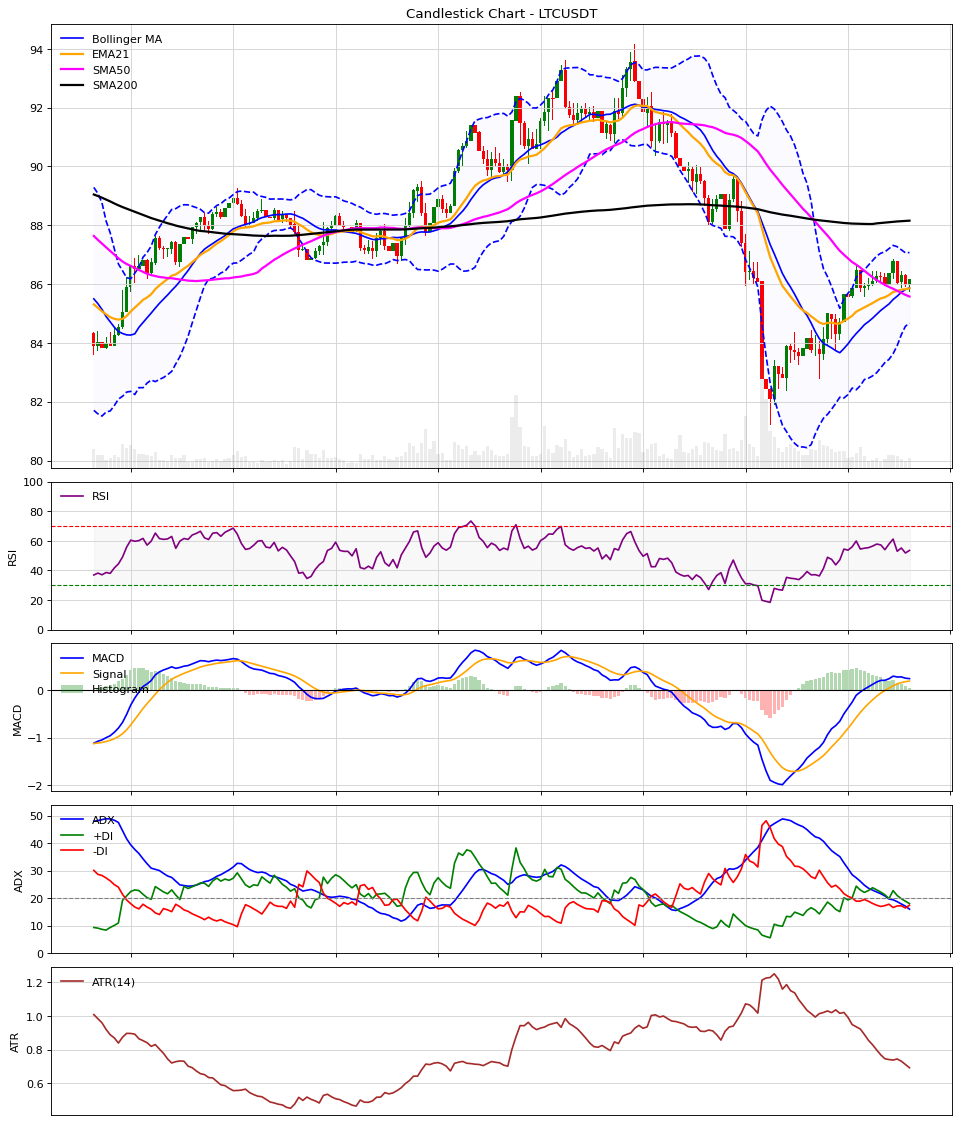 Candlestick Chart - LTCUSDT
Bollinger MA
EMA21
SMA50
SMA200
94
92
90
88
86
84
82
80
RSI
100
80
60
40
20
0
RSI
MACD
Signal
Histogram
0
−1
−2
MACD
ADX
+DI
-DI
50
40
30
20
10
0
ADX
ATR(14)
1.2
1.0
0.8
0.6
ATR